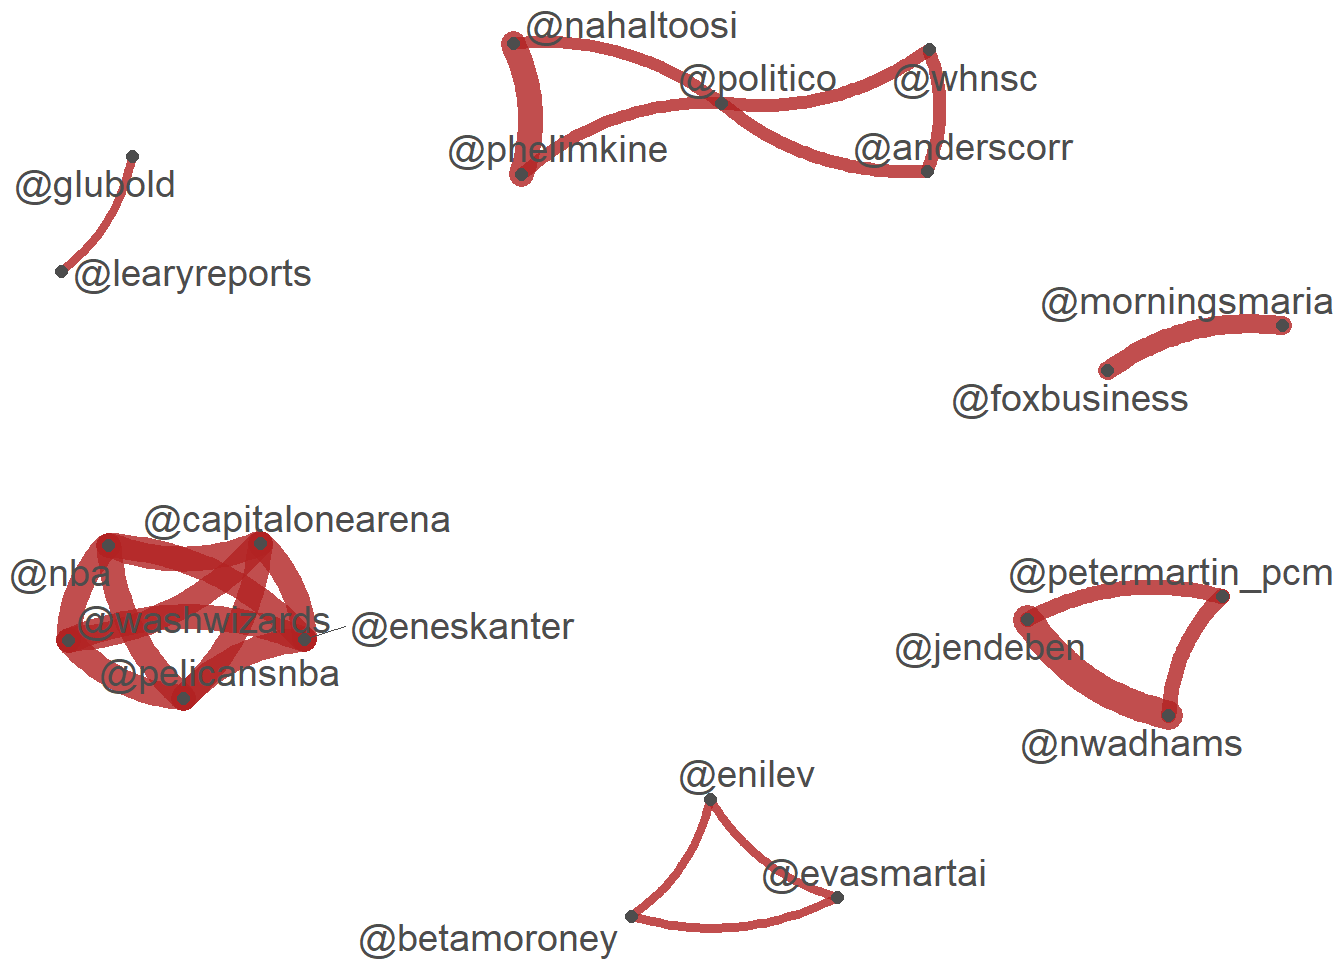 @nahaltoosi
@politico
@whnsc
@phelimkine
@anderscorr
@glubold
@learyreports
@morningsmaria
@foxbusiness
@capitalonearena
@nba
@washwizards
@eneskanter
@pelicansnba
@petermartin_pcm
@jendeben
@nwadhams
@enilev
@evasmartai
@betamoroney